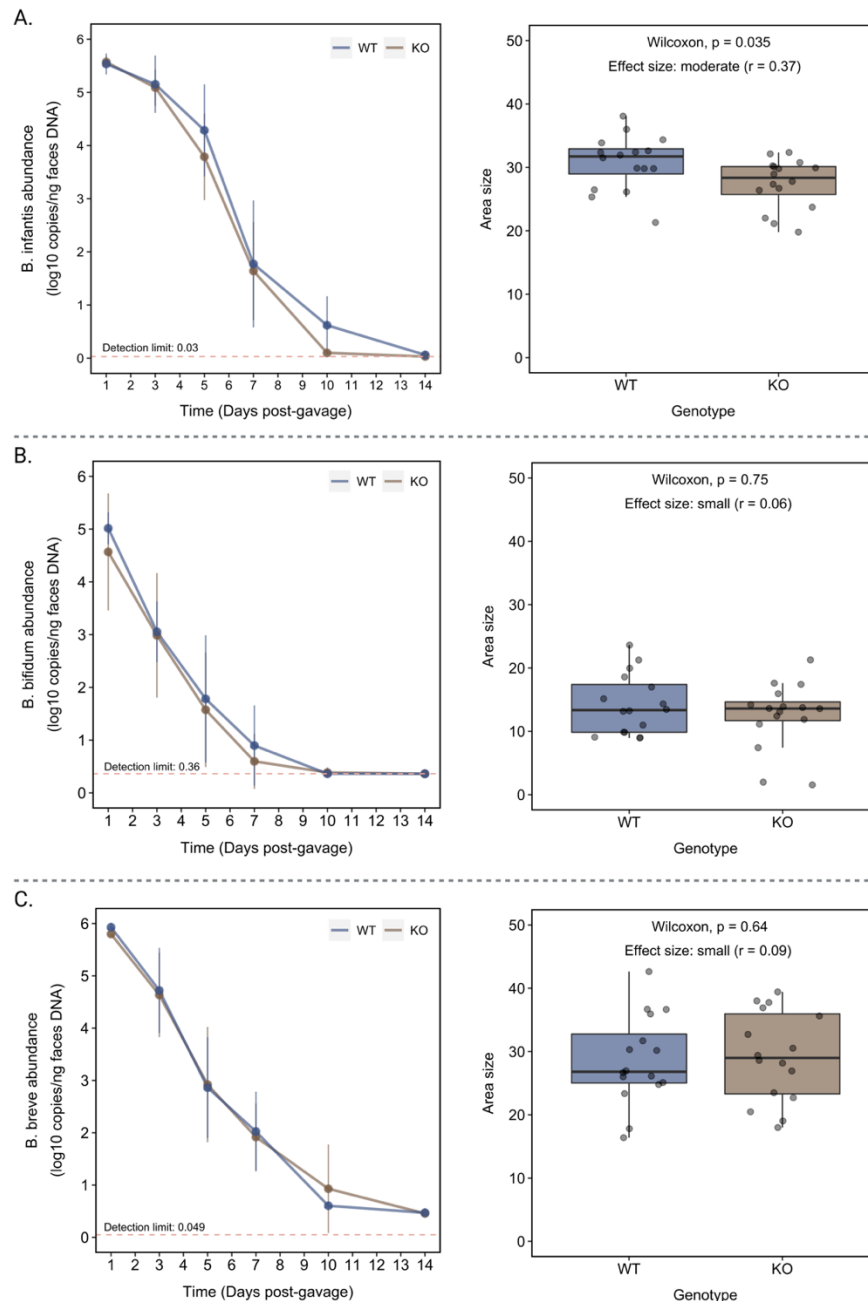 A.
B. infantis abundance
(log10 copies/ng faces DNA)
6
5
4
3
2
1
0
WT KO
Detection limit: 0.03
1 2 3 4 5 6 7 8 9 10 11 12 13 14
Time (Days post-gavage)
Area size
50
40
30
20
10
0
Wilcoxon, p = 0.035
Effect size: moderate (r = 0.37)
WT KO
Genotype
B.
B. bifidum abundance
(log10 copies/ng faces DNA)
6
5
4
3
2
1
0
WT KO
Detection limit: 0.36
1 2 3 4 5 6 7 8 9 10 11 12 13 14
Time (Days post-gavage)
Area size
50
40
30
20
10
0
Wilcoxon, p = 0.75
Effect size: small (r = 0.06)
WT KO
Genotype
C.
B. breve abundance
(log10 copies/ng faces DNA)
6
5
4
3
2
1
0
WT KO
Detection limit: 0.049
1 2 3 4 5 6 7 8 9 10 11 12 13 14
Time (Days post-gavage)
Area size
50
40
30
20
10
0
Wilcoxon, p = 0.64
Effect size: small (r = 0.09)
WT KO
Genotype